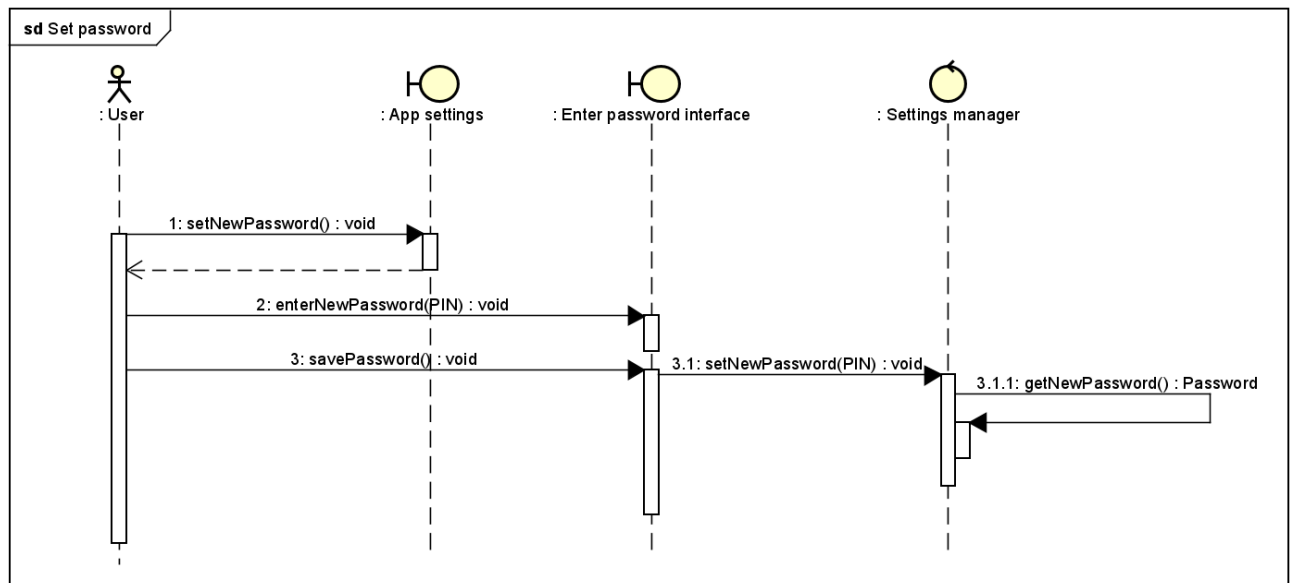 sd Set password
: User
: App settings
: Enter password interface
: Settings manager
1: setNewPassword() : void
2: enterNewPassword(PIN) : void
3: savePassword() : void
3.1: setNewPassword(PIN) : void
3.1.1: getNewPassword() : Password